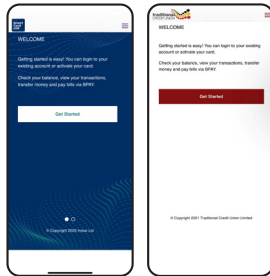 WELCOME
Getting started is easy! You can login to your
existing account or activate your card.
Check your balance, view your transactions,
transfer money and pay bills via BPAY.
Get Started
© Copyright 2020 Indue Ltd
traditional
CREDIT UNION
WELCOME
Getting started is easy! You can login to your existing
account or activate your card.
Check your balance, view your transactions, transfer
money and pay bills via BPAY.
Get Started
© Copyright 2021 Traditional Credit Union Limited